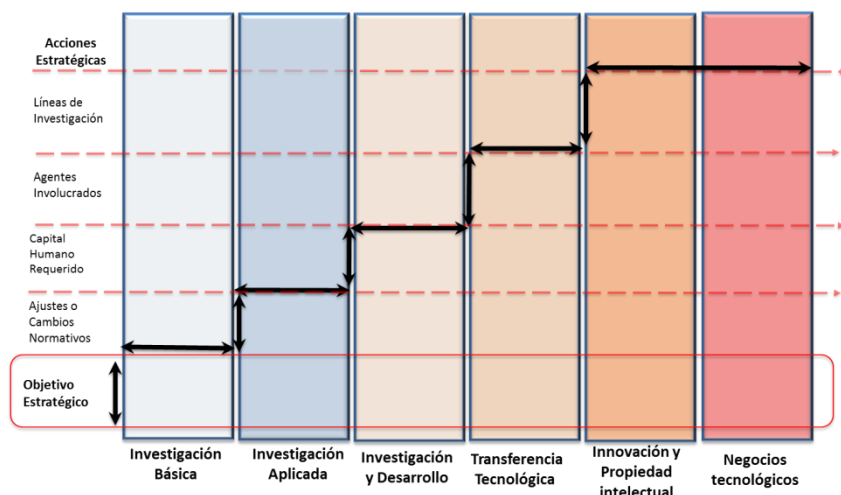 Acciones
Estratégicas
Líneas de
Investigación
Agentes
Involucrados
Capital
Humano
Requerido
Ajustes o
Cambios
Normativos
Objetivo
Estratégico
Investigación
Básica
Investigación
Aplicada
Investigación
y Desarrollo
Transferencia
Tecnológica
Innovación y
Propiedad
intelectual
Negocios
tecnológicos